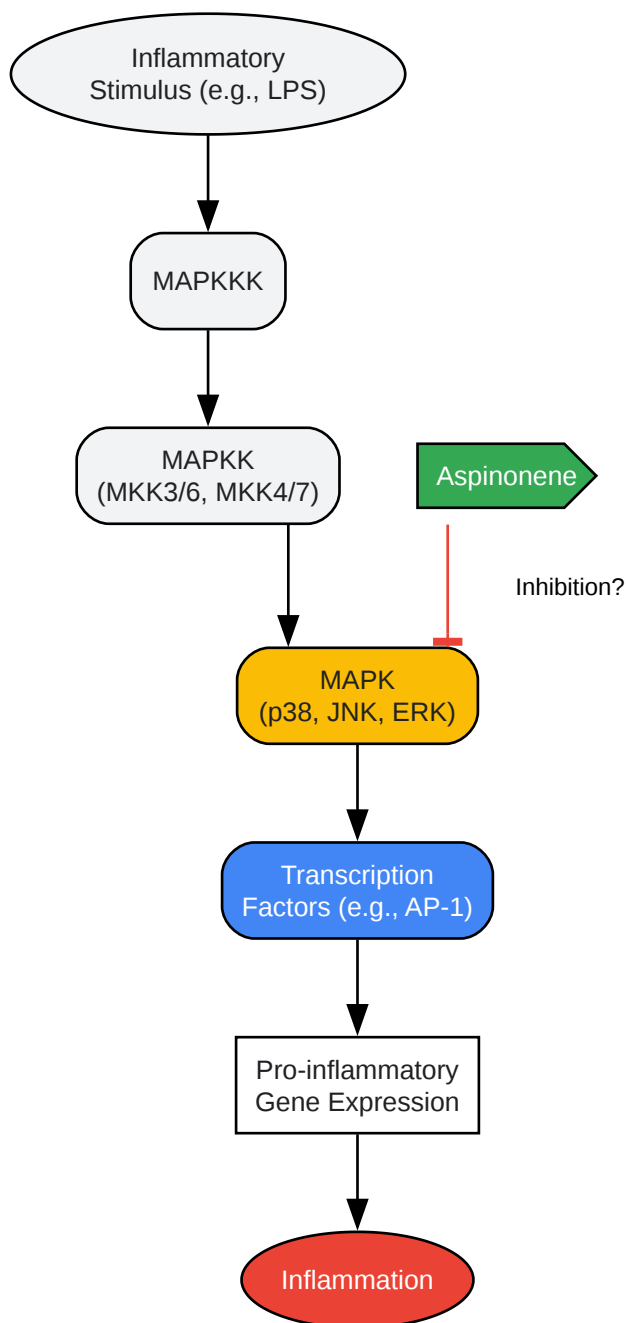 Inflammatory
Stimulus (e.g., LPS)
MAPKKK
MAPKK
(MKK3/6, MKK4/7)
Aspinonene
Inhibition?
MAPK
(p38, JNK, ERK)
Transcription
Factors (e.g., AP-1)
Pro-inflammatory
Gene Expression
Inflammation